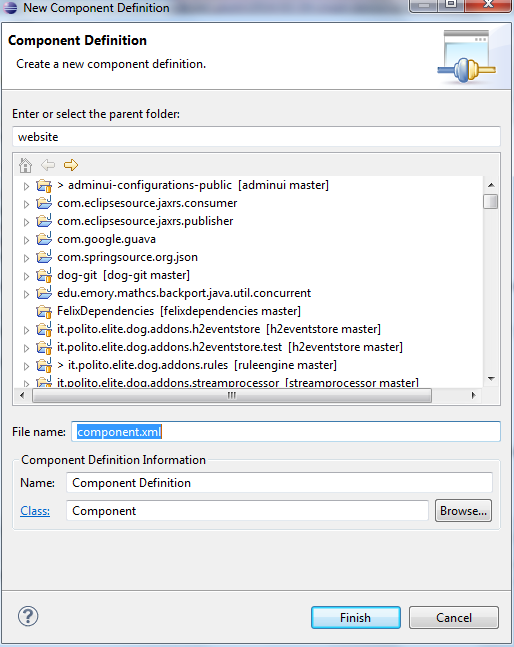 New Component Definition
Component Definition
Create a new component definition.
Enter or select the parent folder:
website
> adminui-configurations-public [adminui master]
com.eclipsesource.jaxrs.consumer
com.eclipsesource.jaxrs.publisher
com.google.guava
com.springsource.org.json
dog-git [dog-git master]
edu.emory.mathcs.backport.java.util.concurrent
FelixDependencies [felixdependencies master]
it.polito.elite.dog.addons.h2eventstore [h2eventstore master]
it.polito.elite.dog.addons.h2eventstore.test [h2eventstore master]
> it.polito.elite.dog.addons.rules [ruleengine master]
it.polito.elite.dog.addons.streamprocessor [streamprocessor master]
File name: component.xml
Component Definition Information
Name: Component Definition
Class: Component Browse...
? Finish Cancel